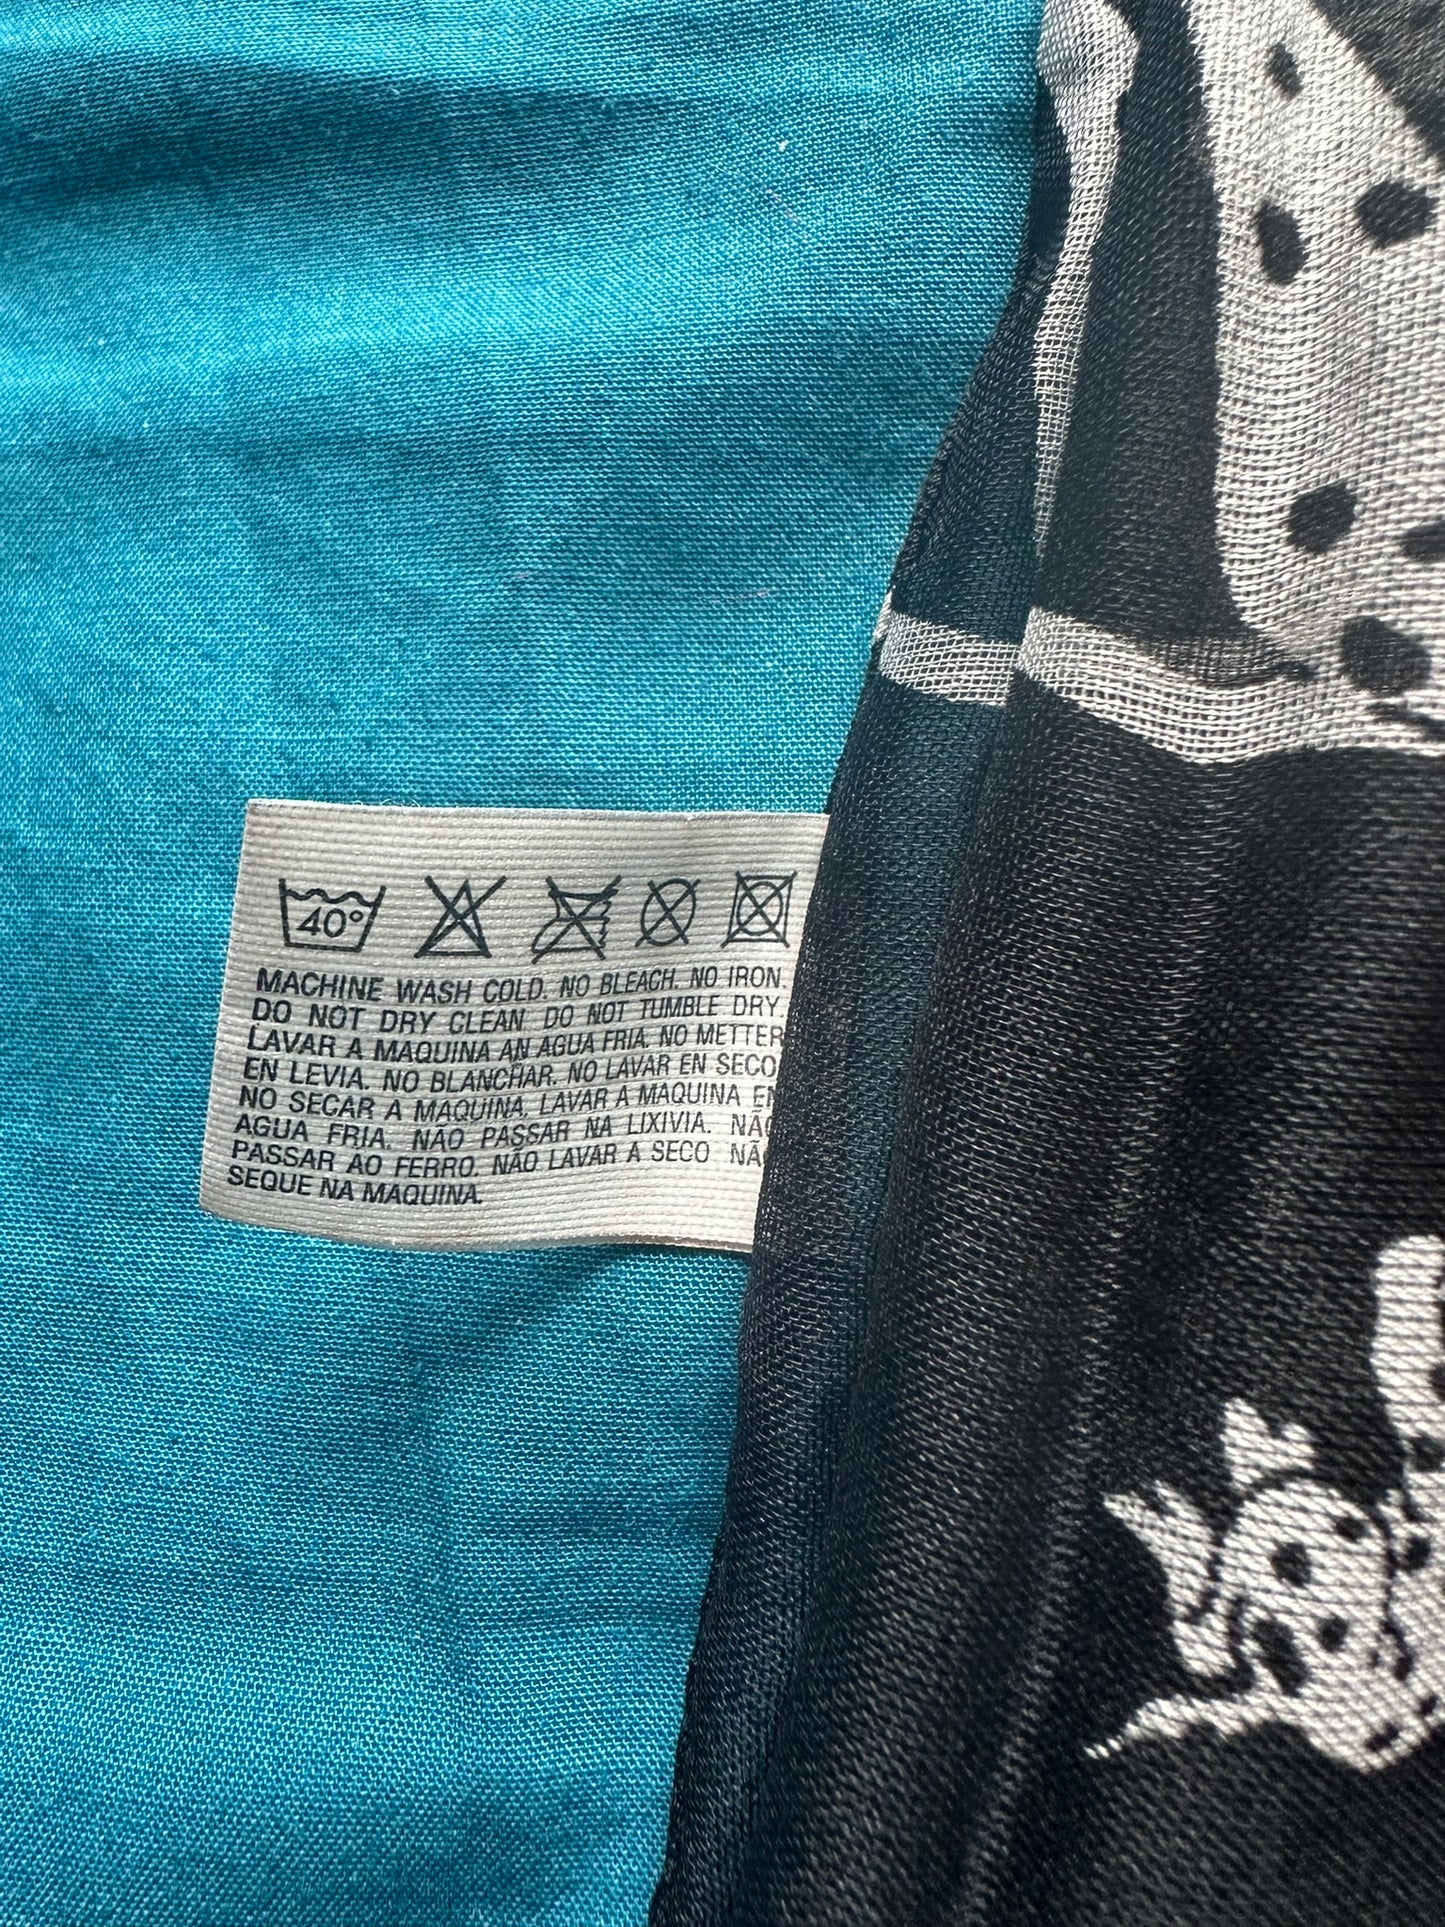 40°
MACHINE WASH COLD. NO BLEACH. NO IRON.
DO NOT DRY CLEAN. DO NOT TUMBLE DRY
LAVAR A MAQUINA AN AGUA FRIA. NO METTER
EN LEVIA. NO BLANCHAR. NO LAVAR EN SECO
NO SECAR A MAQUINA. LAVAR A MAQUINA EN
AGUA FRIA. NÃO PASSAR NA LIXIVIA. NÃO
PASSAR AO FERRO. NÃO LAVAR A SECO NÃO
SEQUE NA MAQUINA.